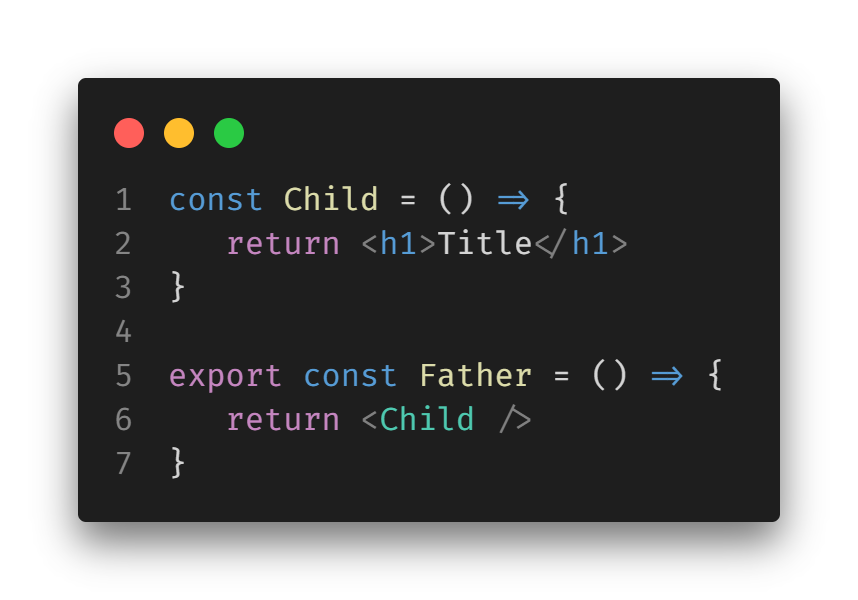 1 const Child = () => {
2    return <h1>Title</h1>
3 }
4
5 export const Father = () => {
6    return <Child />
7 }